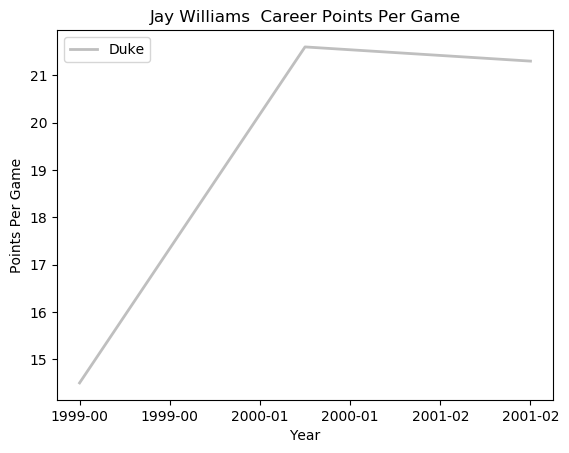 Jay Williams  Career Points Per Game
Duke
21
20
19
18
17
16
15
Points Per Game
1999-00 1999-00 2000-01 2000-01 2001-02 2001-02
Year